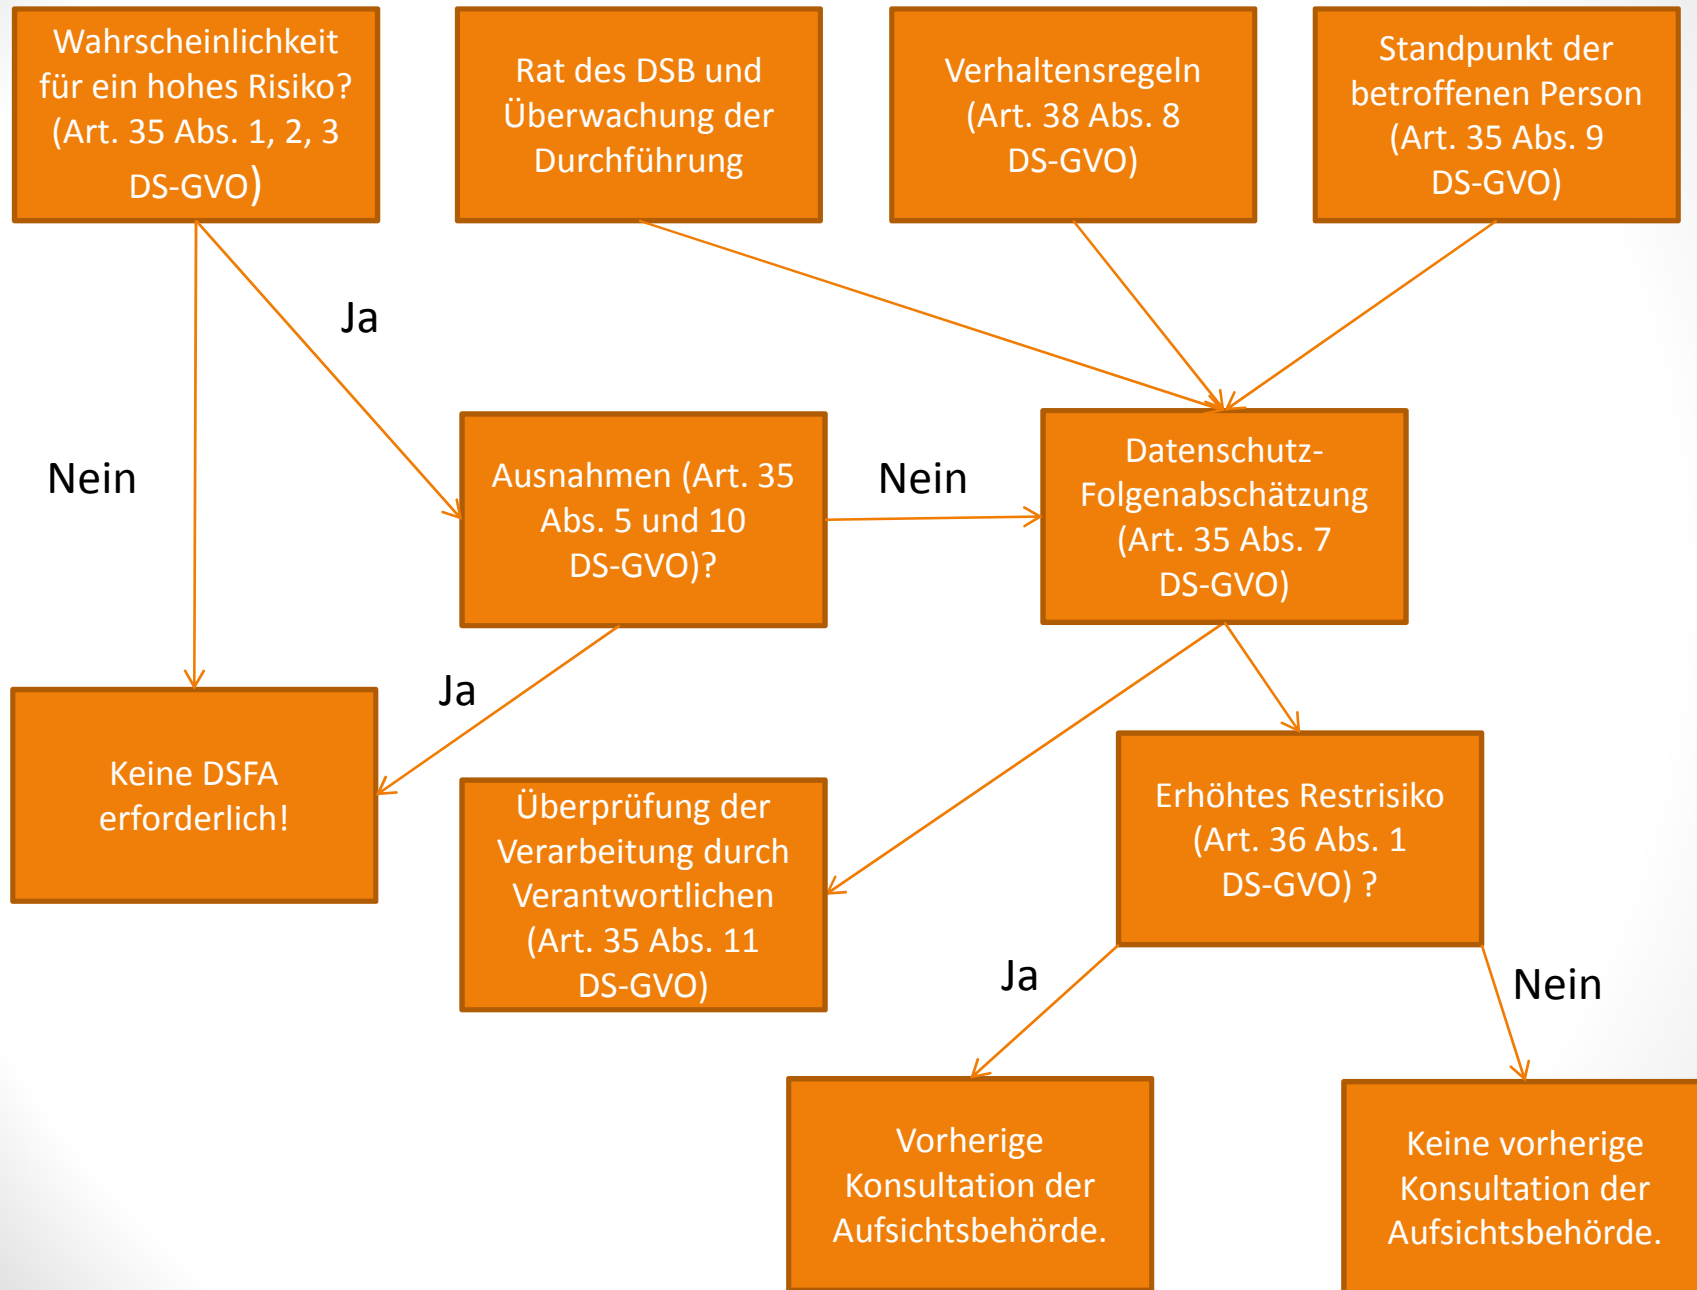 Wahrscheinlichkeit
für ein hohes Risiko?
(Art. 35 Abs. 1, 2, 3
DS-GVO)
Rat des DSB und
Überwachung der
Durchführung
Verhaltensregeln
(Art. 38 Abs. 8
DS-GVO)
Standpunkt der
betroffenen Person
(Art. 35 Abs. 9
DS-GVO)
Ja
Nein
Ausnahmen (Art. 35
Abs. 5 und 10
DS-GVO)?
Nein
Datenschutz-
Folgenabschätzung
(Art. 35 Abs. 7
DS-GVO)
Ja
Keine DSFA
erforderlich!
Überprüfung der
Verarbeitung durch
Verantwortlichen
(Art. 35 Abs. 11
DS-GVO)
Erhöhtes Restrisiko
(Art. 36 Abs. 1
DS-GVO) ?
Ja
Nein
Vorherige
Konsultation der
Aufsichtsbehörde.
Keine vorherige
Konsultation der
Aufsichtsbehörde.